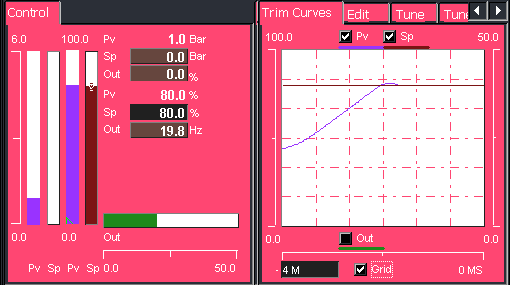 Control
6.0 100.0 Pv 1.0 Bar
Sp 0.0 Bar
Out 0.0 %
Pv 80.0 %
Sp 80.0 %
Out 19.8 Hz
0.0 0.0 Out
Pv Sp Pv Sp 0.0 50.0
Trim Curves Edit Tune Tune
100.0 Pv Sp 50.0
0.0 Out 0.0
- 4 M Grid 0 MS